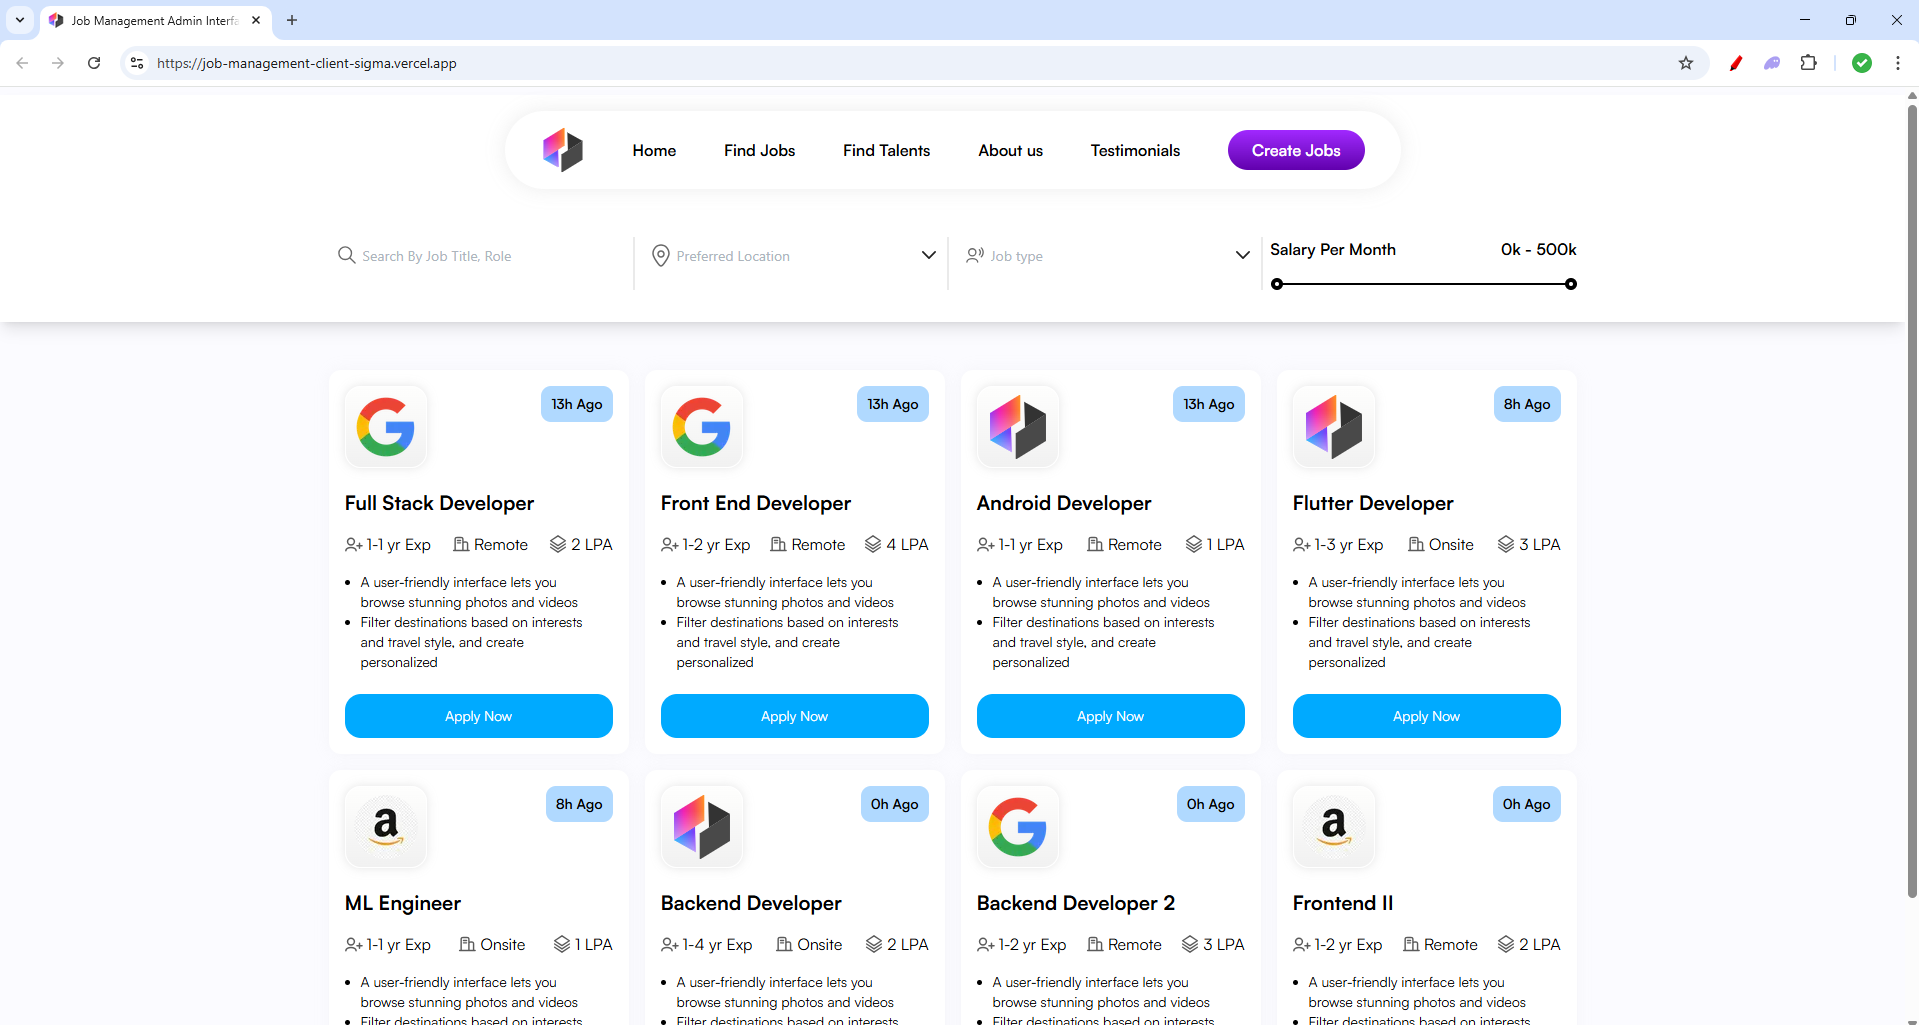 Job Management Admin Interfa
https://job-management-client-sigma.vercel.app
Home Find Jobs Find Talents About us Testimonials Create Jobs
Search By Job Title, Role Preferred Location Job type Salary Per Month 0k - 500k
13h Ago 13h Ago 13h Ago 8h Ago
Full Stack Developer Front End Developer Android Developer Flutter Developer
1-1 yr Exp Remote 2 LPA 1-2 yr Exp Remote 4 LPA 1-1 yr Exp Remote 1 LPA 1-3 yr Exp Onsite 3 LPA
• A user-friendly interface lets you • A user-friendly interface lets you • A user-friendly interface lets you • A user-friendly interface lets you
browse stunning photos and videos browse stunning photos and videos browse stunning photos and videos browse stunning photos and videos
• Filter destinations based on interests • Filter destinations based on interests • Filter destinations based on interests • Filter destinations based on interests
and travel style, and create and travel style, and create and travel style, and create and travel style, and create
personalized personalized personalized personalized
Apply Now Apply Now Apply Now Apply Now
a 8h Ago 0h Ago 0h Ago a 0h Ago
ML Engineer Backend Developer Backend Developer 2 Frontend II
1-1 yr Exp Onsite 1 LPA 1-4 yr Exp Onsite 2 LPA 1-2 yr Exp Remote 3 LPA 1-2 yr Exp Remote 2 LPA
• A user-friendly interface lets you • A user-friendly interface lets you • A user-friendly interface lets you • A user-friendly interface lets you
browse stunning photos and videos browse stunning photos and videos browse stunning photos and videos browse stunning photos and videos
• Filter destinations based on interests • Filter destinations based on interests • Filter destinations based on interests • Filter destinations based on interests